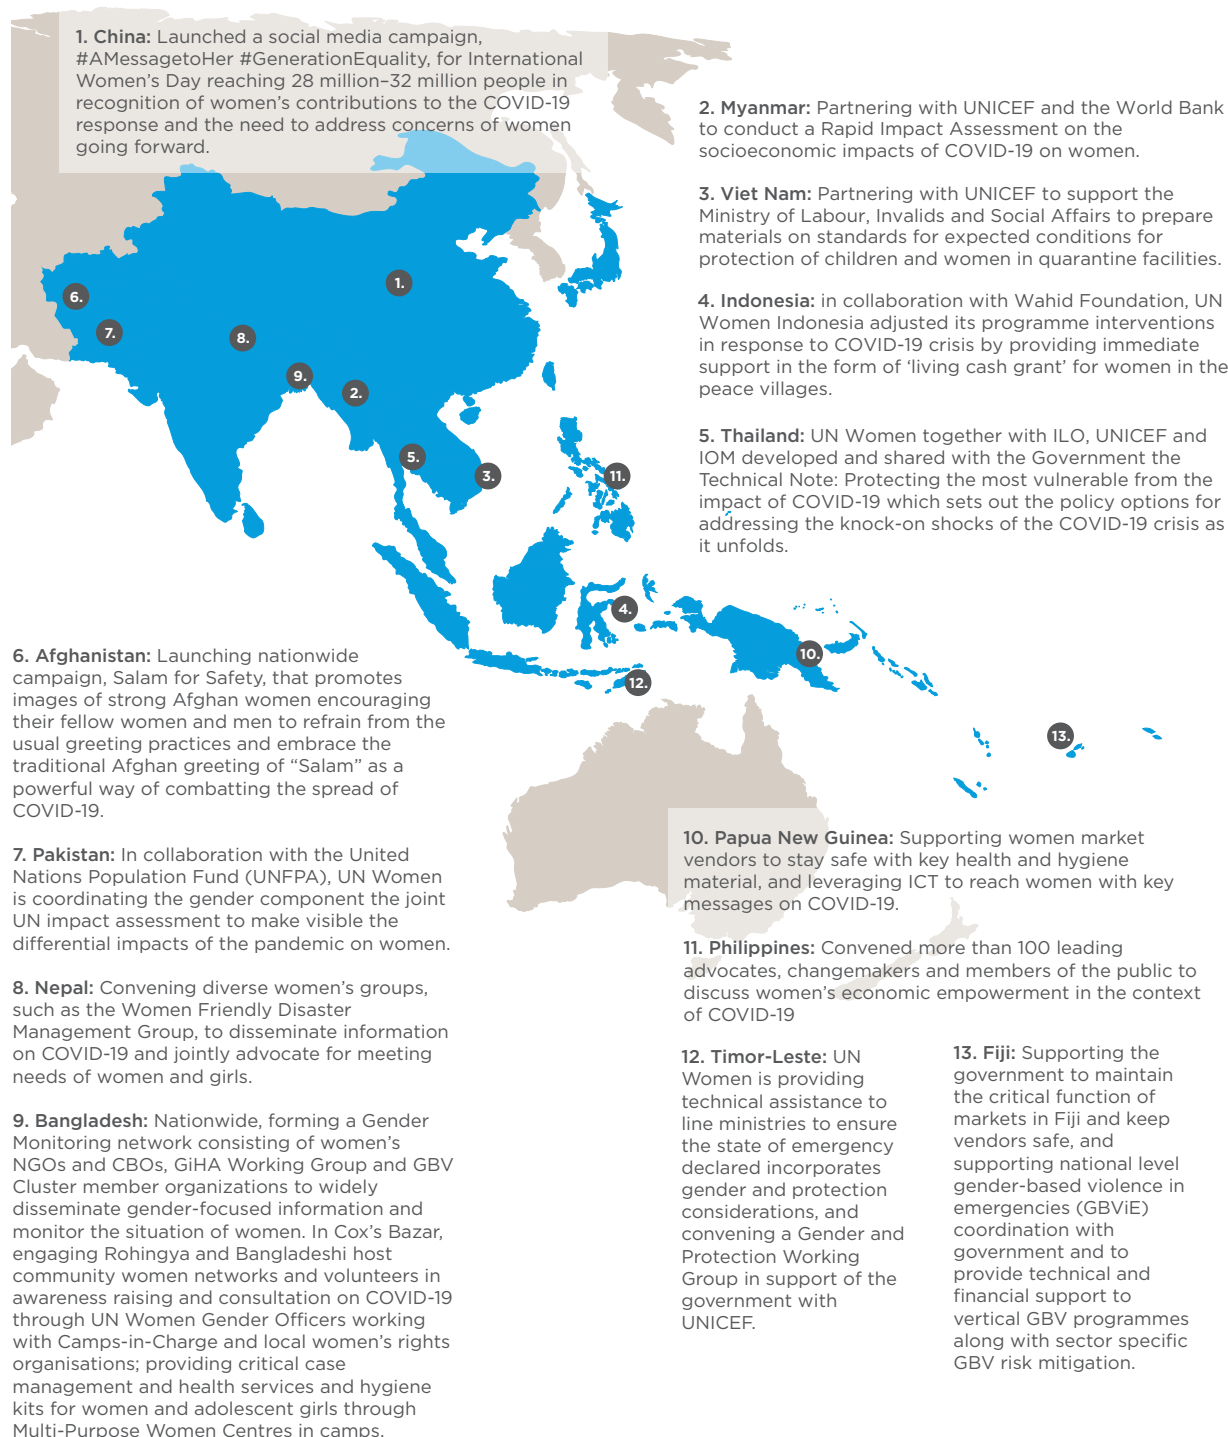 1. China: Launched a social media campaign,
#AMessagetoHer #GenerationEquality, for International
Women's Day reaching 28 million–32 million people in
recognition of women's contributions to the COVID-19
response and the need to address concerns of women
going forward.
2. Myanmar: Partnering with UNICEF and the World Bank
to conduct a Rapid Impact Assessment on the
socioeconomic impacts of COVID-19 on women.
3. Viet Nam: Partnering with UNICEF to support the
Ministry of Labour, Invalids and Social Affairs to prepare
materials on standards for expected conditions for
protection of children and women in quarantine facilities.
4. Indonesia: in collaboration with Wahid Foundation, UN
Women Indonesia adjusted its programme interventions
in response to COVID-19 crisis by providing immediate
support in the form of 'living cash grant' for women in the
peace villages.
5. Thailand: UN Women together with ILO, UNICEF and
IOM developed and shared with the Government the
Technical Note: Protecting the most vulnerable from the
impact of COVID-19 which sets out the policy options for
addressing the knock-on shocks of the COVID-19 crisis as
it unfolds.
1.
6.
7.
8.
9.
2.
5.
3.
11.
4.
10.
12.
13.
6. Afghanistan: Launching nationwide
campaign, Salam for Safety, that promotes
images of strong Afghan women encouraging
their fellow women and men to refrain from the
usual greeting practices and embrace the
traditional Afghan greeting of "Salam" as a
powerful way of combatting the spread of
COVID-19.
7. Pakistan: In collaboration with the United
Nations Population Fund (UNFPA), UN Women
is coordinating the gender component the joint
UN impact assessment to make visible the
differential impacts of the pandemic on women.
8. Nepal: Convening diverse women's groups,
such as the Women Friendly Disaster
Management Group, to disseminate information
on COVID-19 and jointly advocate for meeting
needs of women and girls.
9. Bangladesh: Nationwide, forming a Gender
Monitoring network consisting of women's
NGOs and CBOs, GiHA Working Group and GBV
Cluster member organizations to widely
disseminate gender-focused information and
monitor the situation of women. In Cox's Bazar,
engaging Rohingya and Bangladeshi host
community women networks and volunteers in
awareness raising and consultation on COVID-19
through UN Women Gender Officers working
with Camps-in-Charge and local women's rights
organisations; providing critical case
management and health services and hygiene
kits for women and adolescent girls through
Multi-Purpose Women Centres in camps.
10. Papua New Guinea: Supporting women market
vendors to stay safe with key health and hygiene
material, and leveraging ICT to reach women with key
messages on COVID-19.
11. Philippines: Convened more than 100 leading
advocates, changemakers and members of the public to
discuss women's economic empowerment in the context
of COVID-19
12. Timor-Leste: UN
Women is providing
technical assistance to
line ministries to ensure
the state of emergency
declared incorporates
gender and protection
considerations, and
convening a Gender and
Protection Working
Group in support of the
government with
UNICEF.
13. Fiji: Supporting the
government to maintain
the critical function of
markets in Fiji and keep
vendors safe, and
supporting national level
gender-based violence in
emergencies (GBViE)
coordination with
government and to
provide technical and
financial support to
vertical GBV programmes
along with sector specific
GBV risk mitigation.